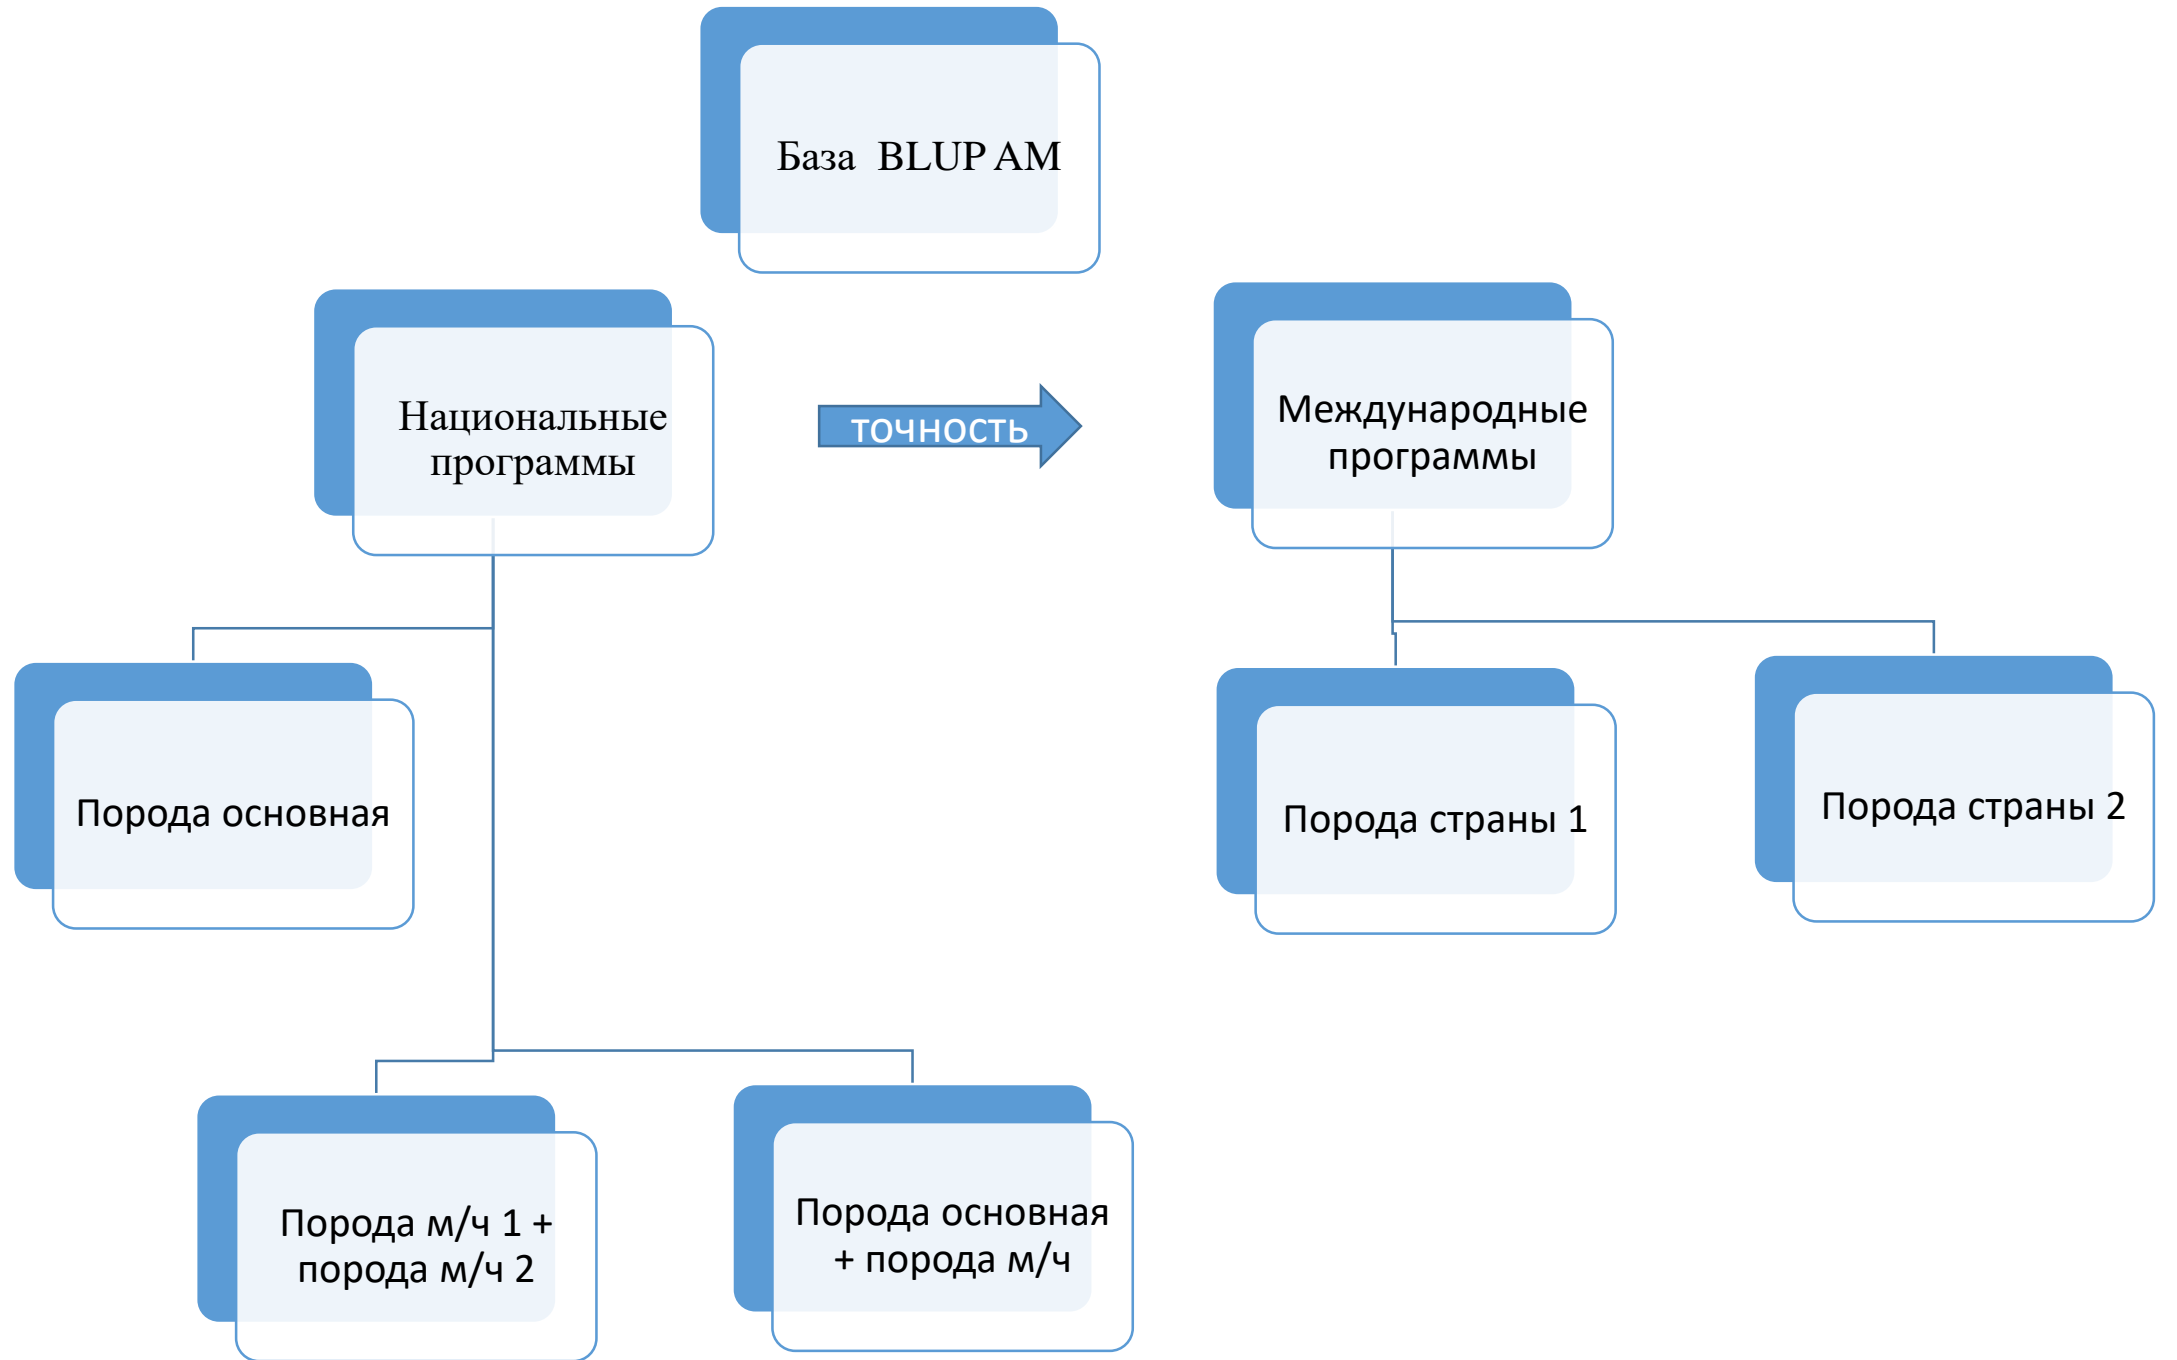 База BLUP AM
Национальные
программы
точность
Международные
программы
Порода основная
Порода страны 1
Порода страны 2
Порода м/ч 1 +
порода м/ч 2
Порода основная
+ порода м/ч